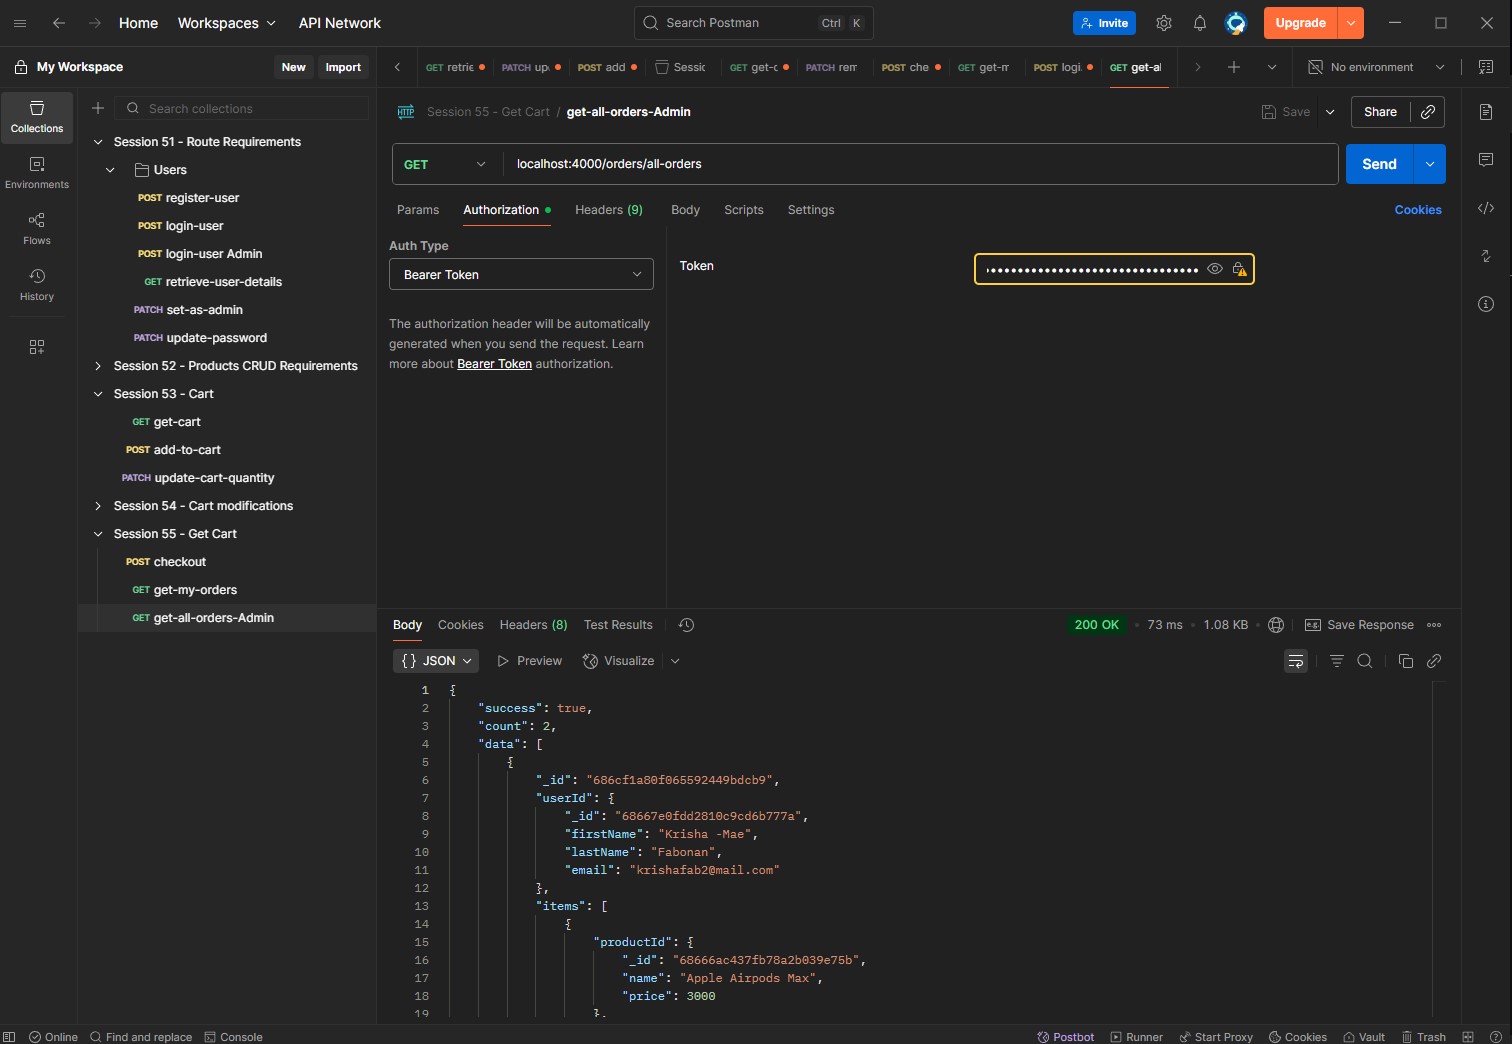 Home
Workspaces
API Network
Search Postman
Ctrl
K
Invite
Upgrade
My Workspace
New
Import
GET retrie
PATCH up
POST add
Sessic
GET get-c
PATCH rem
POST che
GET get-m
POST logi
GET get-al
No environment
Collections
Environments
Flows
History
Search collections
Session 51 - Route Requirements
Users
POST register-user
POST login-user
POST login-user Admin
GET retrieve-user-details
PATCH set-as-admin
PATCH update-password
Session 52 - Products CRUD Requirements
Session 53 - Cart
GET get-cart
POST add-to-cart
PATCH update-cart-quantity
Session 54 - Cart modifications
Session 55 - Get Cart
POST checkout
GET get-my-orders
GET get-all-orders-Admin
HTTP
Session 55 - Get Cart / get-all-orders-Admin
Save
Share
GET
localhost:4000/orders/all-orders
Send
Params
Authorization
Headers (9)
Body
Scripts
Settings
Cookies
Auth Type
Bearer Token
The authorization header will be automatically
generated when you send the request. Learn
more about Bearer Token authorization.
Token
Body
Cookies
Headers (8)
Test Results
200 OK
73 ms
1.08 KB
e.g.
Save Response
{} JSON
Preview
Visualize
1 {
2 "success": true,
3 "count": 2,
4 "data": [
5 {
6 "_id": "686cf1a80f065592449bdcb9",
7 "userId": {
8 "_id": "68667e0fdd2810c9cd6b777a",
9 "firstName": "Krisha -Mae",
10 "lastName": "Fabonan",
11 "email": "krishafab2@mail.com"
12 },
13 "items": [
14 {
15 "productId": {
16 "_id": "68666ac437fb78a2b039e75b",
17 "name": "Apple Airpods Max",
18 "price": 3000
19 },
Online
Find and replace
Console
Postbot
Runner
Start Proxy
Cookies
Vault
Trash